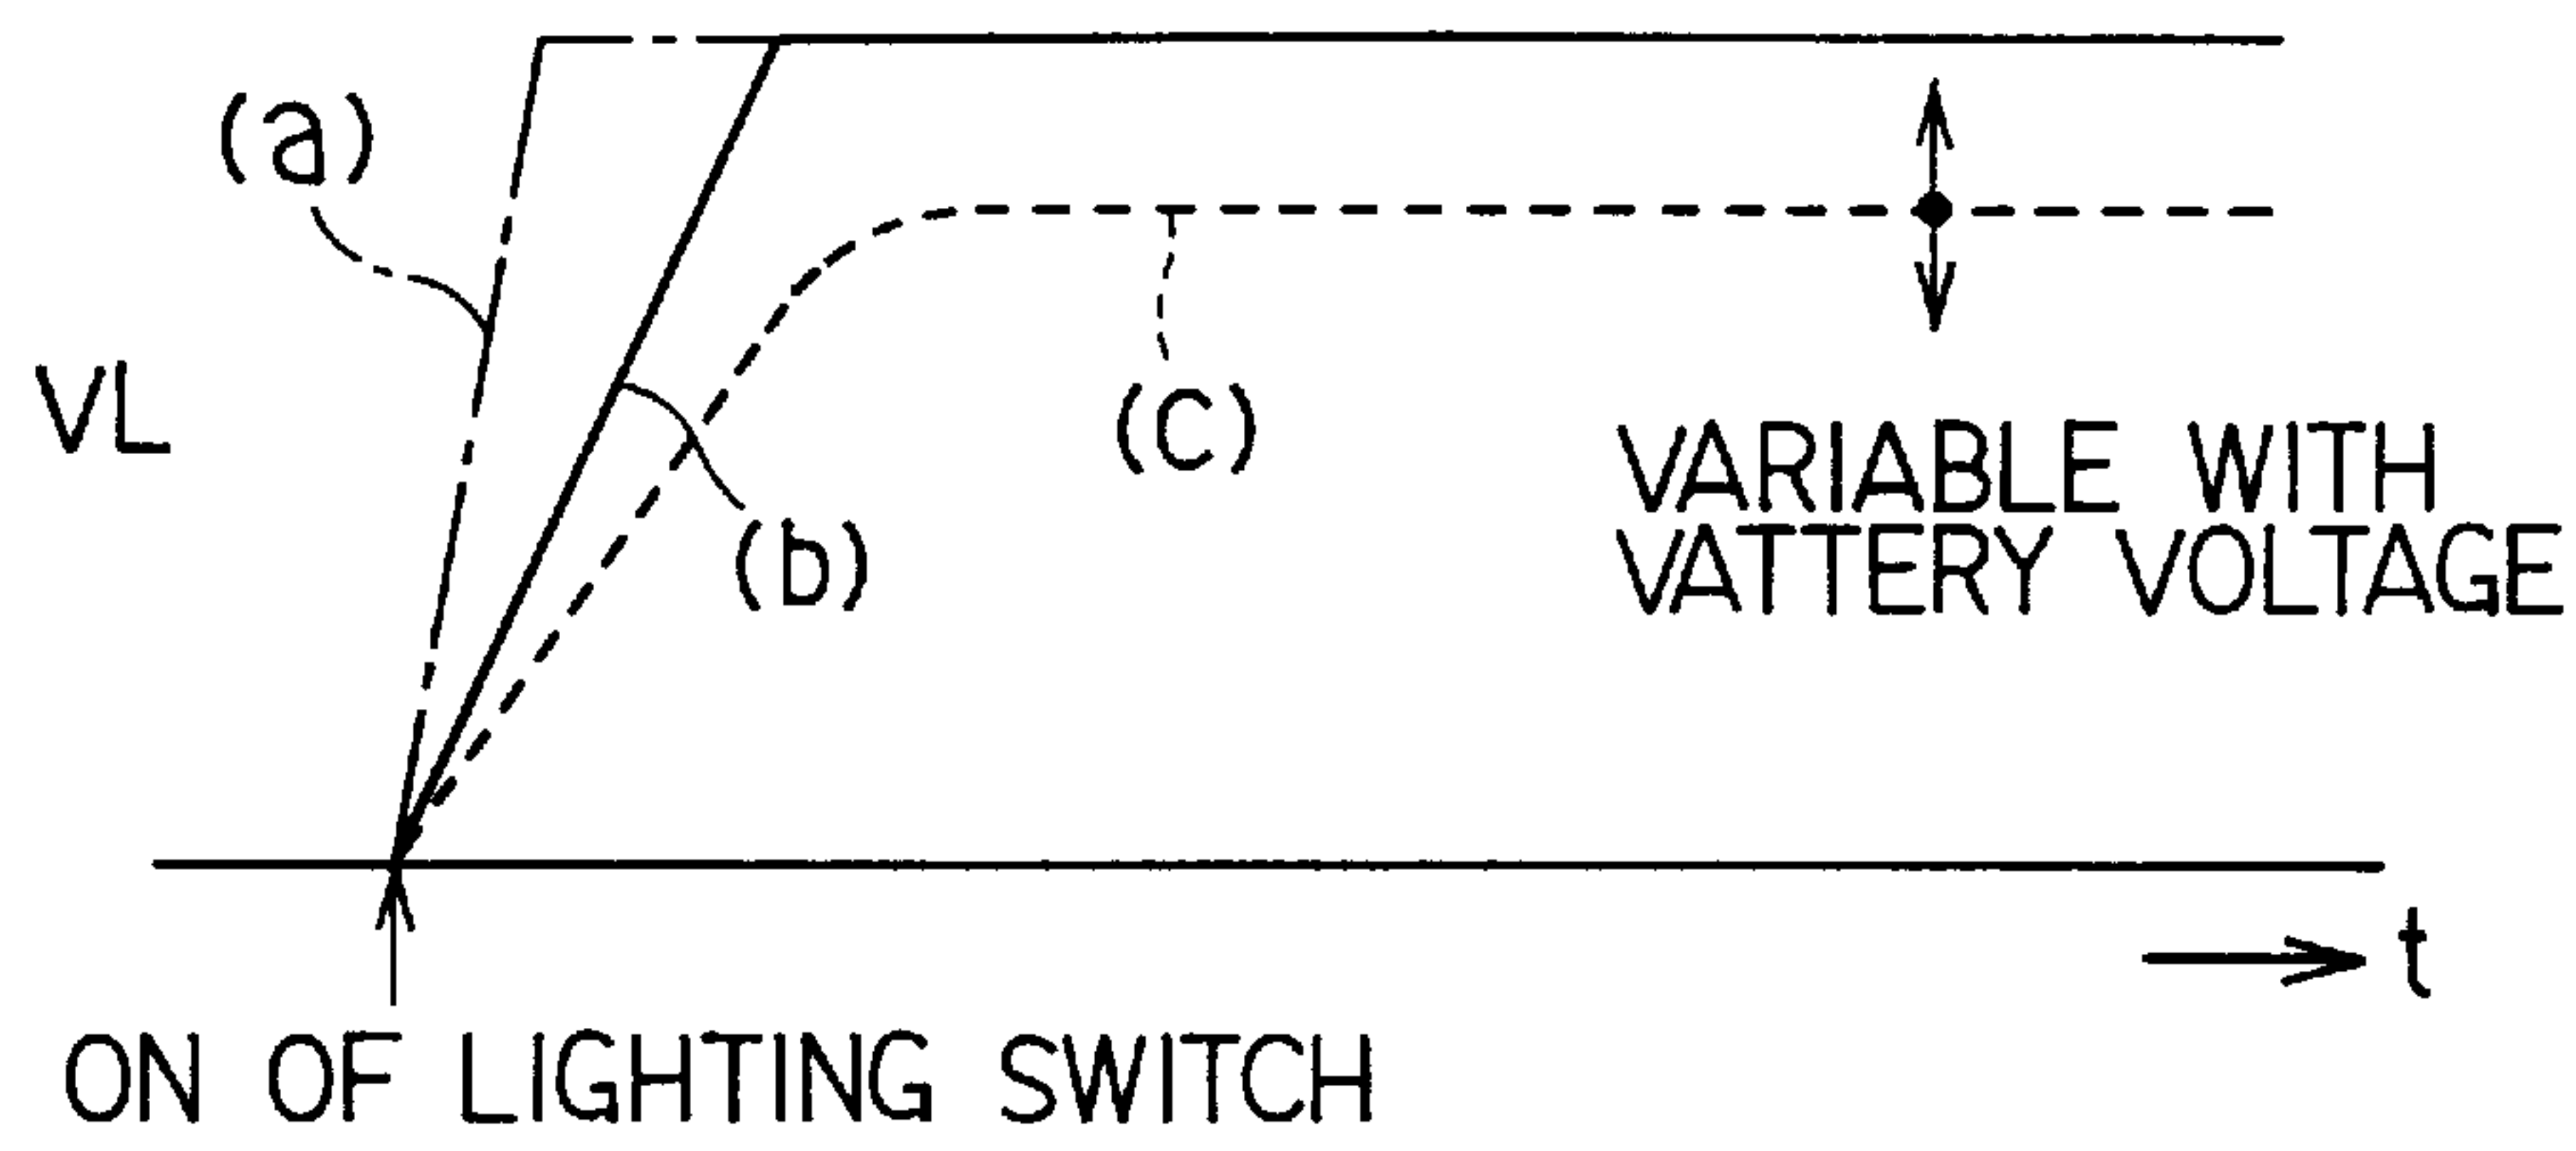 (a)
VL
(b)
(C)
VARIABLE WITH
VATTERY VOLTAGE
t
ON OF LIGHTING SWITCH